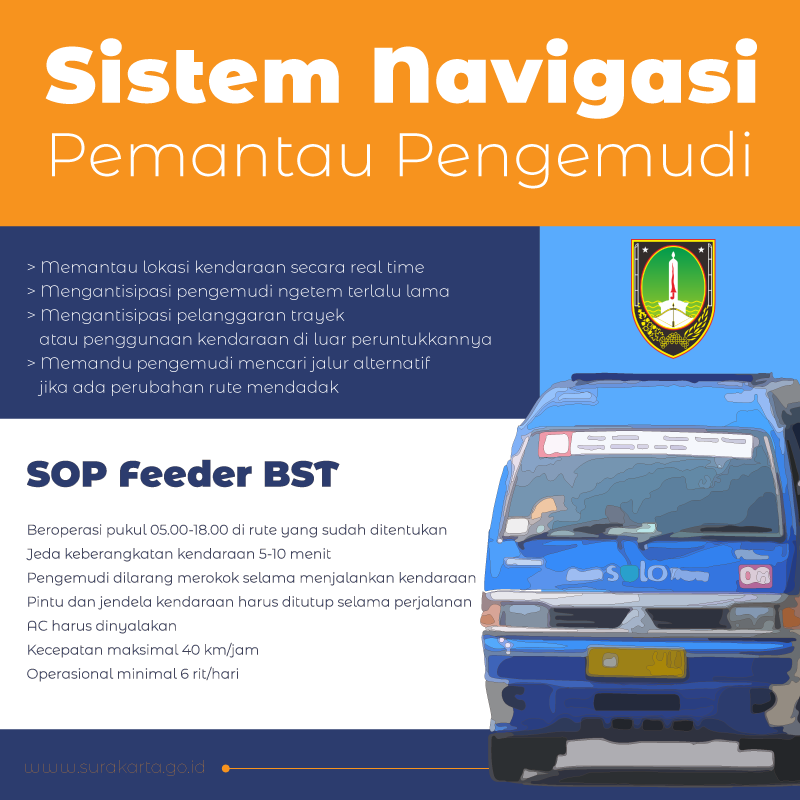 Sistem Navigasi
Pemantau Pengemudi
> Memantau lokasi kendaraan secara real time
> Mengantisipasi pengemudi ngetem terlalu lama
> Mengantisipasi pelanggaran trayek
atau penggunaan kendaraan di luar peruntukkannya
> Memandu pengemudi mencari jalur alternatif
jika ada perubahan rute mendadak
SOP Feeder BST
Beroperasi pukul 05.00-18.00 di rute yang sudah ditentukan
Jeda keberangkatan kendaraan 5-10 menit
Pengemudi dilarang merokok selama menjalankan kendaraan
Pintu dan jendela kendaraan harus ditutup selama perjalanan
AC harus dinyalakan
Kecepatan maksimal 40 km/jam
Operasional minimal 6 rit/hari
solo
www.surakarta.go.id